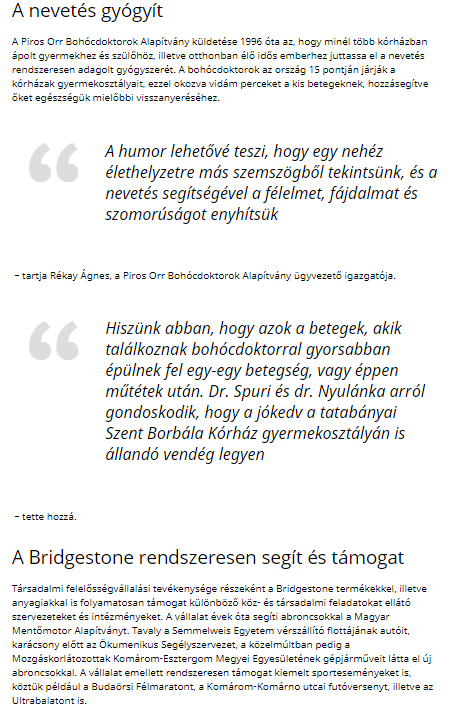 A nevetés gyógyít
A Piros Orr Bohócdoktorok Alapítvány küldetése 1996 óta az, hogy minél több kórházban
ápolt gyermekhez és szülőhöz, illetve otthonban élő idős emberhez juttassa el a nevetés
rendszeresen adagolt gyógyszerét. A bohócdoktorok az ország 15 pontján járják a
kórházak gyermekosztályait, ezzel okozva vidám perceket a kis betegeknek, hozzásegítve
őket egészségük mielőbbi visszanyeréséhez.
“
A humor lehetővé teszi, hogy egy nehéz
élethelyzetre más szemszögből tekintsünk, és a
nevetés segítségével a félelmet, fájdalmat és
szomorúságot enyhítsük
– tartja Rékay Ágnes, a Piros Orr Bohócdoktorok Alapítvány ügyvezető igazgatója.
“
Hiszünk abban, hogy azok a betegek, akik
találkoznak bohócdoktorral gyorsabban
épülnek fel egy-egy betegség, vagy éppen
műtétek után. Dr. Spuri és dr. Nyulánka arról
gondoskodik, hogy a jókedv a tatabányai
Szent Borbála Kórház gyermekosztályán is
állandó vendég legyen
– tette hozzá.
A Bridgestone rendszeresen segít és támogat
Társadalmi felelősségvállalási tevékenysége részeként a Bridgestone termékekkel, illetve
anyagiakkal is folyamatosan támogat különböző köz- és társadalmi feladatokat ellátó
szervezeteket és intézményeket. A vállalat évek óta segíti abroncsokkal a Magyar
Mentőmotor Alapítványt. Tavaly a Semmelweis Egyetem vérszállító flottájának autóit,
karácsony előtt az Ökumenikus Segélyszervezet, a közelmúltban pedig a
Mozgáskorlátozottak Komárom-Esztergom Megyei Egyesületének gépjárműveit látta el új
abroncsokkal. A vállalat emellett rendszeresen támogat kiemelt sporteseményeket is,
köztük például a Budaörsi Félmaratont, a Komárom-Komárno utcai futóversenyt, illetve az
Ultrabalatont is.